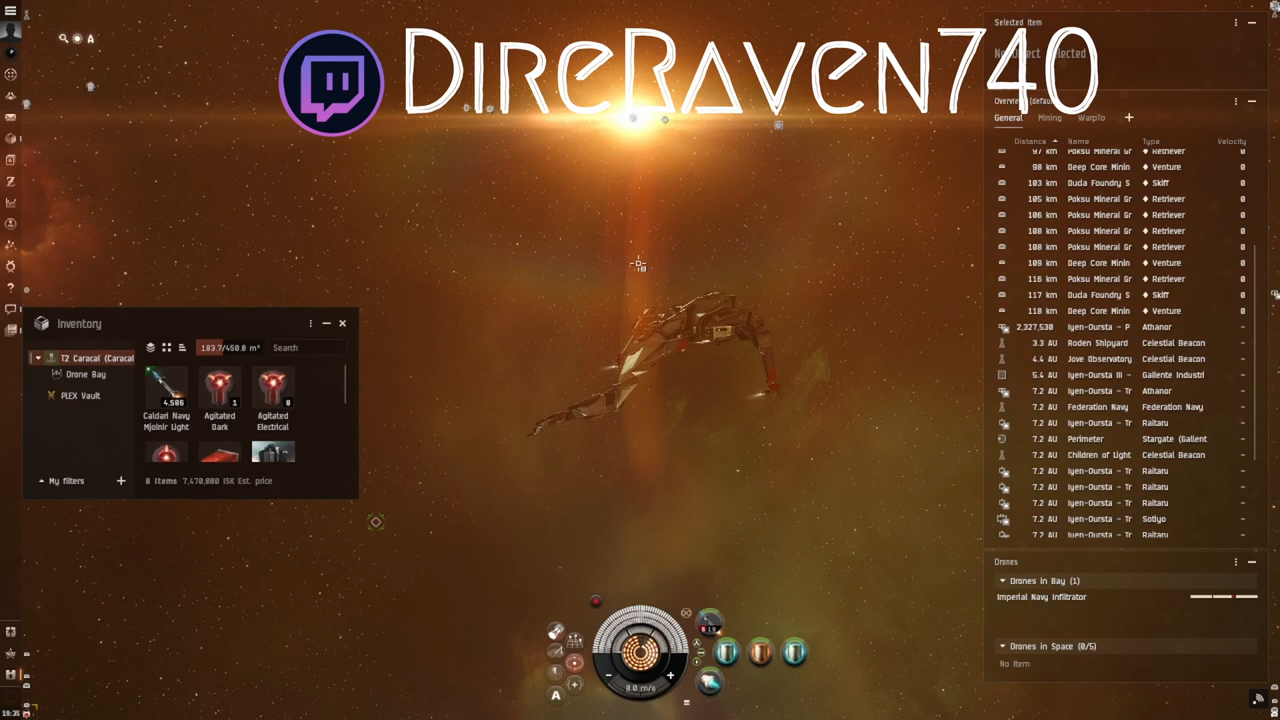 DIRERAVEN740
Selected Item
No Object Selected
Overview (default)
General Mining WarpTo +
Distance Name Type Velocity
97 km Poksu Mineral Gr Retriever 0
98 km Deep Core Minin Venture 0
103 km Duda Foundry S Skiff 0
105 km Poksu Mineral Gr Retriever 0
106 km Poksu Mineral Gr Retriever 0
108 km Poksu Mineral Gr Retriever 0
108 km Poksu Mineral Gr Retriever 0
109 km Deep Core Minin Venture 0
116 km Poksu Mineral Gr Retriever 0
117 km Duda Foundry S Skiff 0
118 km Deep Core Minin Venture 0
2,327,530 Iyen-Oursta - P Athanor
3.3 AU Roden Shipyard Celestial Beacon -
4.4 AU Jove Observatory Celestial Beacon -
5.4 AU Iyen-Oursta III - Gallente Industri -
7.2 AU Iyen-Oursta - Tr Athanor -
7.2 AU Federation Navy Federation Navy -
7.2 AU Iyen-Oursta - Tr Raitaru -
7.2 AU Perimeter Stargate (Gallent -
7.2 AU Children of Light Celestial Beacon -
7.2 AU Iyen-Oursta - Tr Raitaru -
7.2 AU Iyen-Oursta - Tr Raitaru -
7.2 AU Iyen-Oursta - Tr Raitaru -
7.2 AU Iyen-Oursta - Tr Sotiyo -
7.2 AU Iyen-Oursta - Tr Raitaru -
Inventory
T2 Caracal (Caracal
Drone Bay
PLEX Vault
183.7/450.0 m³ Search
4,586 1 8
Caldari Navy Mjolnir Light
Agitated Dark
Agitated Electrical
My filters +
8 Items 7,470,000 ISK Est. price
Drones
Drones in Bay (1)
Imperial Navy Infiltrator
Drones in Space (0/5)
No Item
0.0 m/s
A
A